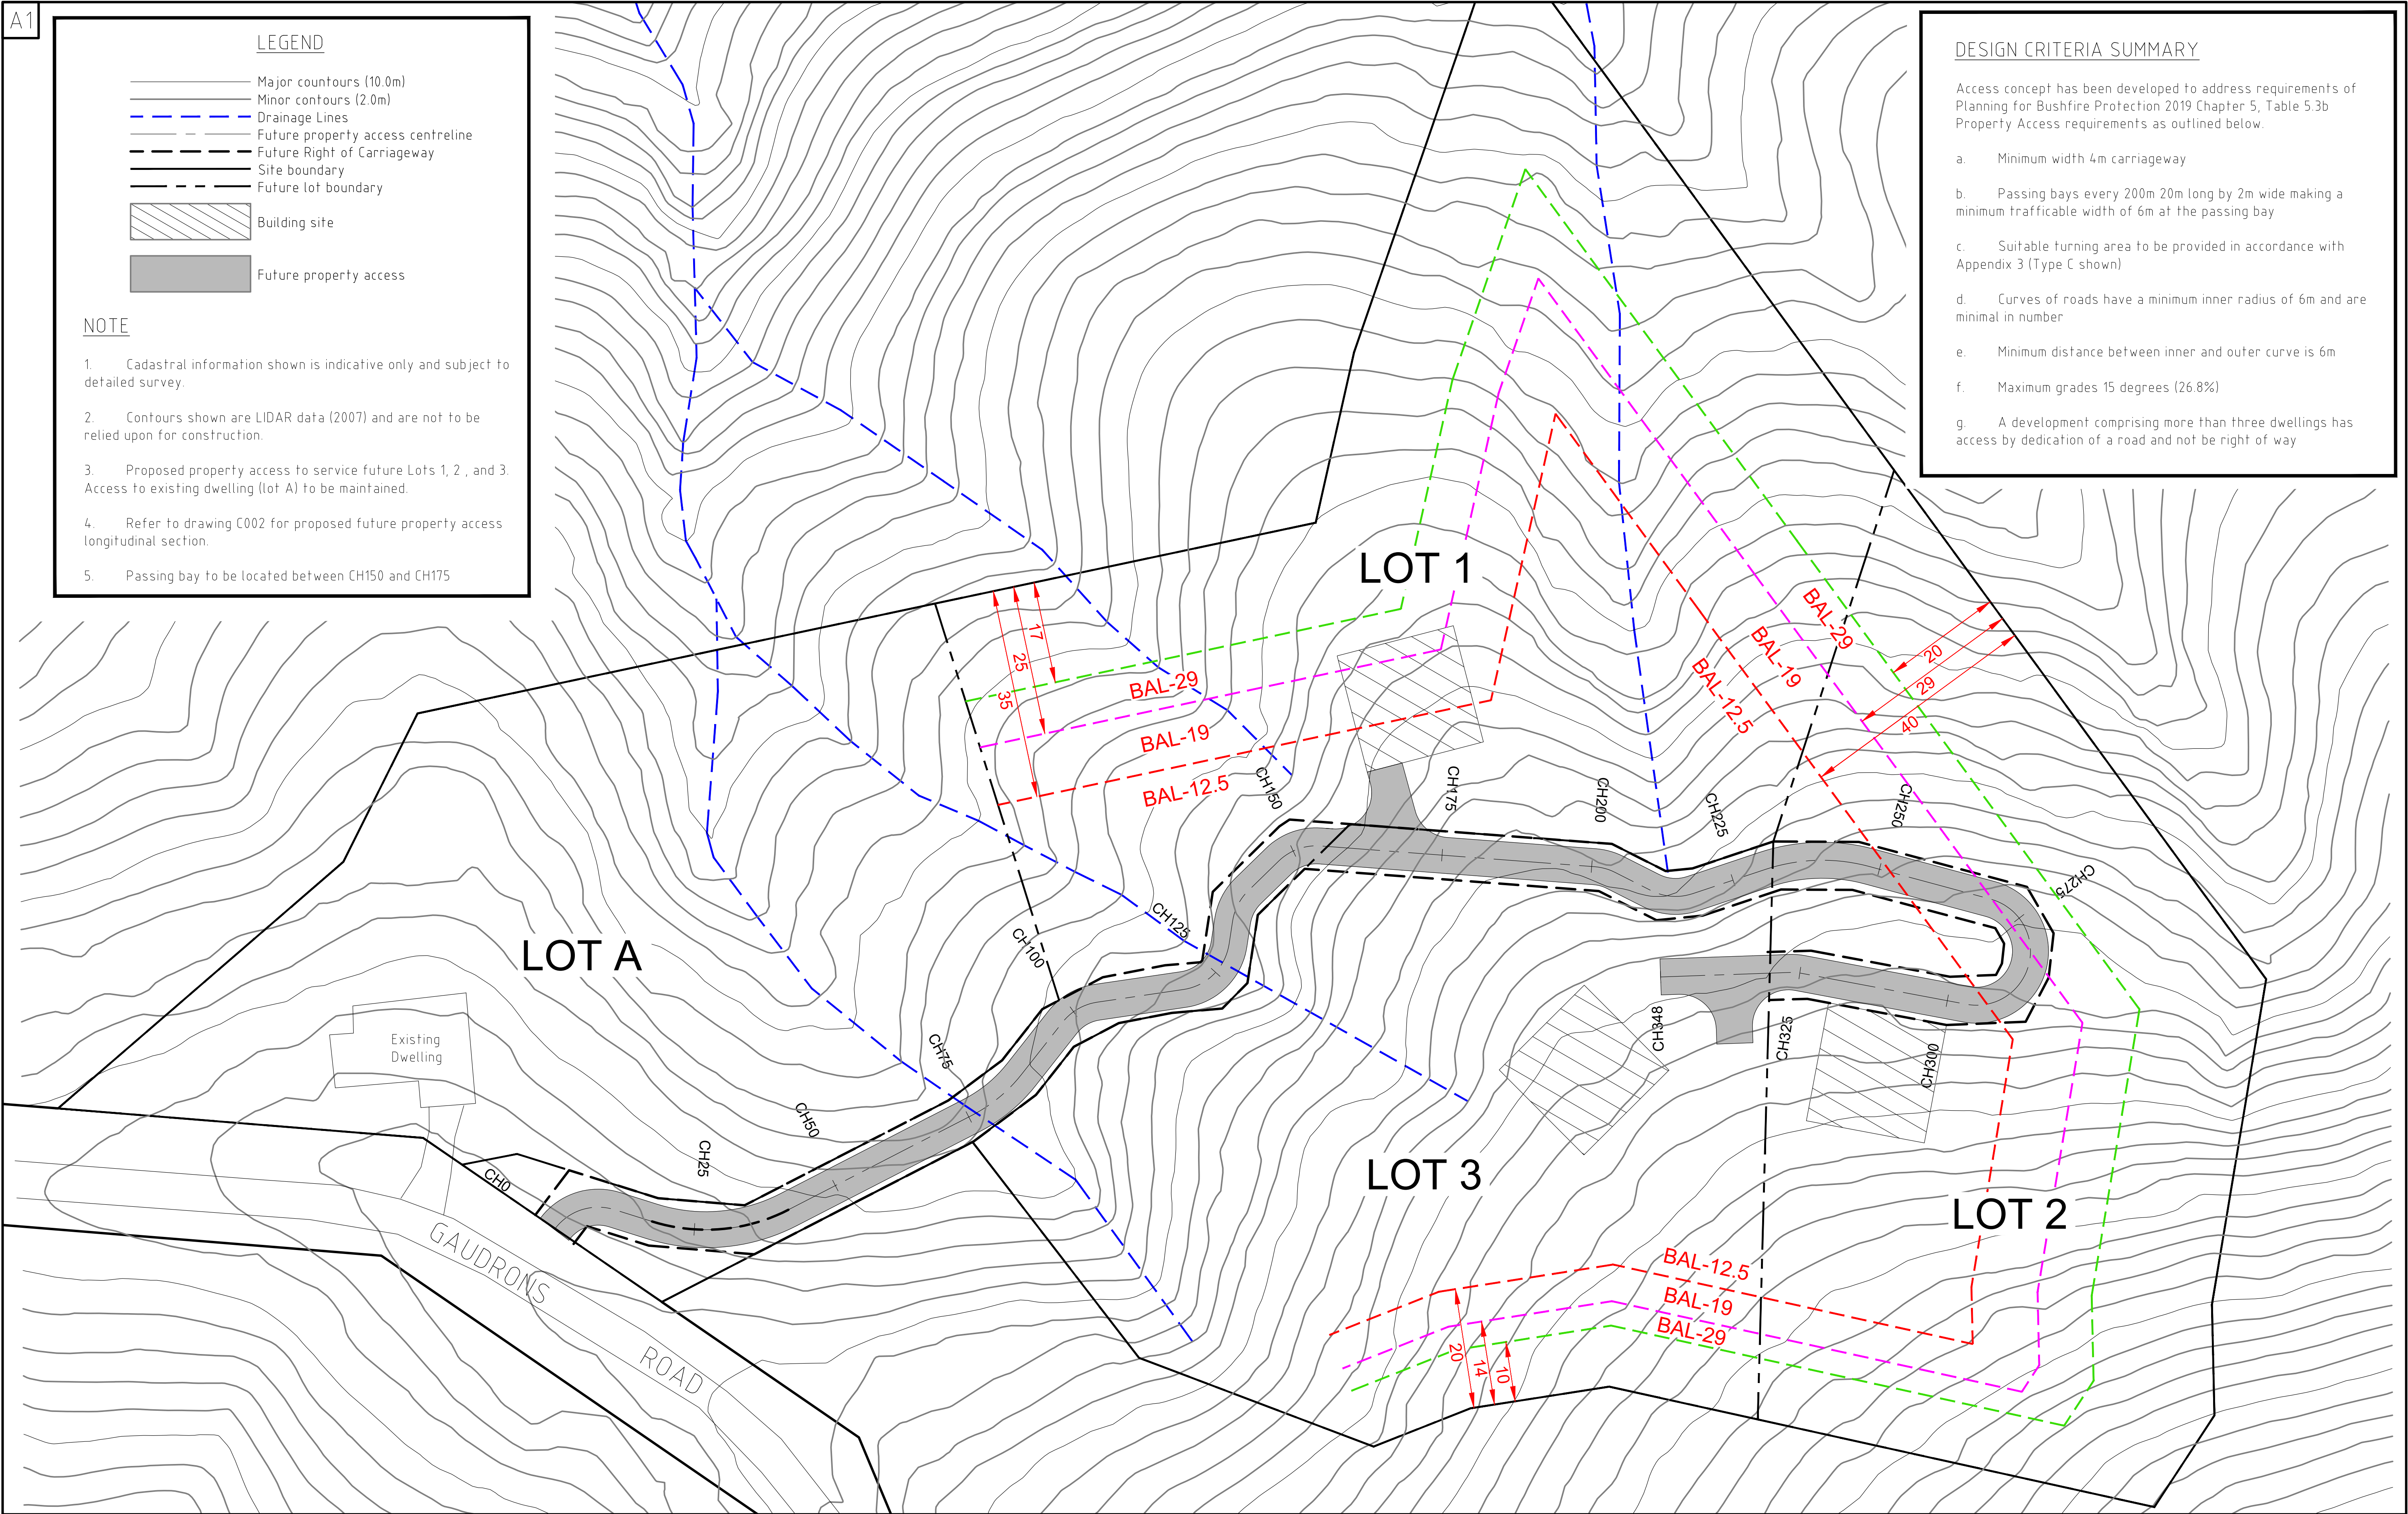 A1
LEGEND
Major countours (10.0m)
Minor contours (2.0m)
Drainage Lines
Future property access centreline
Future Right of Carriageway
Site boundary
Future lot boundary
Building site
Future property access
NOTE
1. Cadastral information shown is indicative only and subject to
detailed survey.
2. Contours shown are LIDAR data (2007) and are not to be
relied upon for construction.
3. Proposed property access to service future Lots 1, 2 , and 3.
Access to existing dwelling (lot A) to be maintained.
4. Refer to drawing C002 for proposed future property access
longitudinal section.
5. Passing bay to be located between CH150 and CH175
DESIGN CRITERIA SUMMARY
Access concept has been developed to address requirements of
Planning for Bushfire Protection 2019 Chapter 5, Table 5.3b
Property Access requirements as outlined below.
a. Minimum width 4m carriageway
b. Passing bays every 200m 20m long by 2m wide making a
minimum trafficable width of 6m at the passing bay
c. Suitable turning area to be provided in accordance with
Appendix 3 (Type C shown)
d. Curves of roads have a minimum inner radius of 6m and are
minimal in number
e. Minimum distance between inner and outer curve is 6m
f. Maximum grades 15 degrees (26.8%)
g. A development comprising more than three dwellings has
access by dedication of a road and not be right of way
LOT 1
17
25
35
BAL-29
BAL-19
BAL-12.5
BAL-29
BAL-19
BAL-12.5
20
29
40
CH150
CH175
CH200
CH225
CH250
CH275
LOT A
CH125
CH100
Existing
Dwelling
CH75
CH50
CH25
CH0
CH348
CH325
CH300
LOT 3
LOT 2
GAUDRONS
ROAD
BAL-12.5
BAL-19
BAL-29
20
14
10